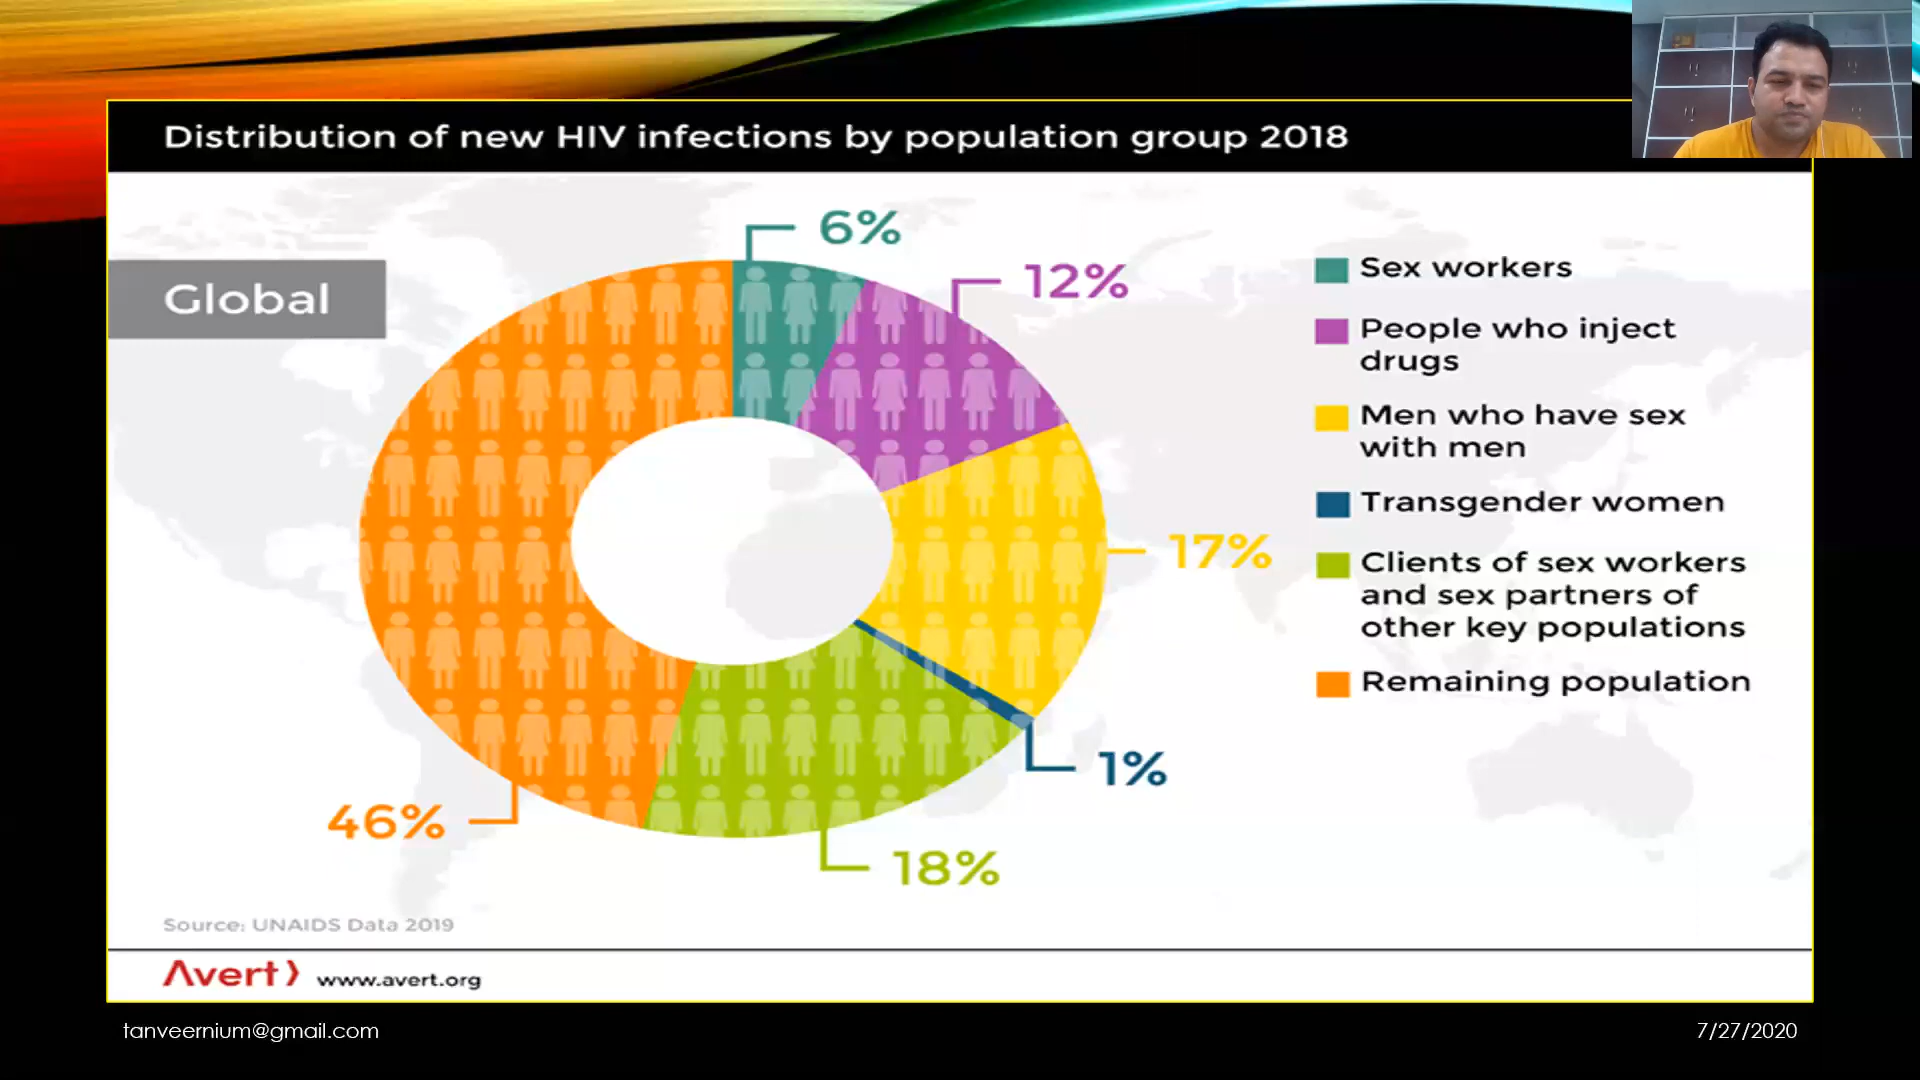 Distribution of new HIV infections by population group 2018
Global
6%
12%
17%
1%
18%
46%
Sex workers
People who inject
drugs
Men who have sex
with men
Transgender women
Clients of sex workers
and sex partners of
other key populations
Remaining population
Source: UNAIDS Data 2019
Avert www.avert.org
tanveernium@gmail.com
7/27/2020